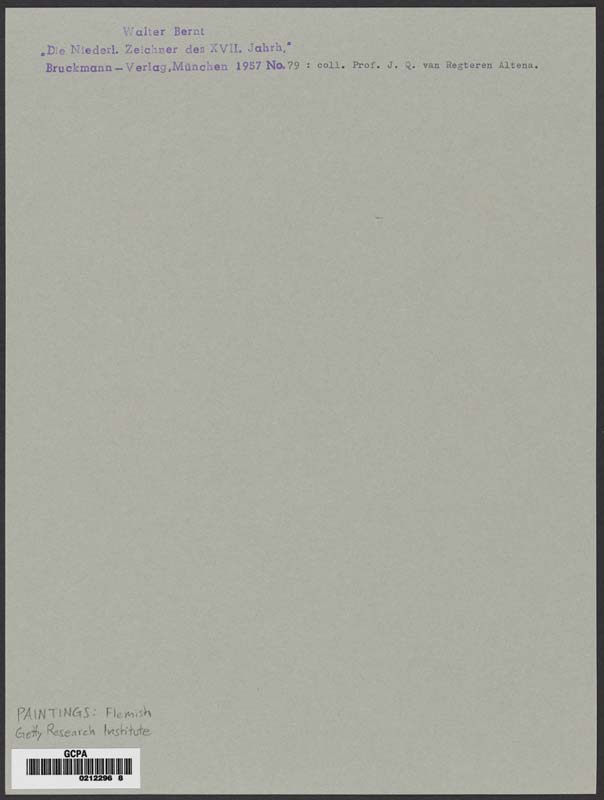 Walter Bernt
„Die Niederl. Zeichner des XVII. Jahrh,"
Bruckmann–Verlag, München 1957 No. 79 : coll. Prof. J. Q. van Regteren Altena.
PAINTINGS: Flemish
Getty Research Institute
GCPA
0212296 8